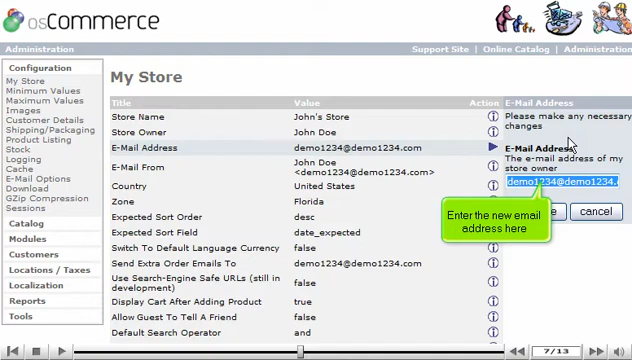 osCommerce
Administration
Support Site | Online Catalog | Administration
Configuration
My Store
Minimum Values
Maximum Values
Images
Customer Details
Shipping/Packaging
Product Listing
Stock
Logging
Cache
E-Mail Options
Download
GZip Compression
Sessions
Catalog
Modules
Customers
Locations / Taxes
Localization
Reports
Tools
My Store
Title Value Action
Store Name John's Store
Store Owner John Doe
E-Mail Address demo1234@demo1234.com
E-Mail From John Doe
<demo1234@demo1234.com>
Country United States
Zone Florida
Expected Sort Order desc
Expected Sort Field date_expected
Switch To Default Language Currency false
Send Extra Order Emails To demo1234@demo1234.com
Use Search-Engine Safe URLs (still in
development) false
Display Cart After Adding Product true
Allow Guest To Tell A Friend false
Default Search Operator and
E-Mail Address
Please make any necessary
changes
E-Mail Address
The e-mail address of my
store owner
demo1234@demo1234.
cancel
Enter the new email
address here
7/13